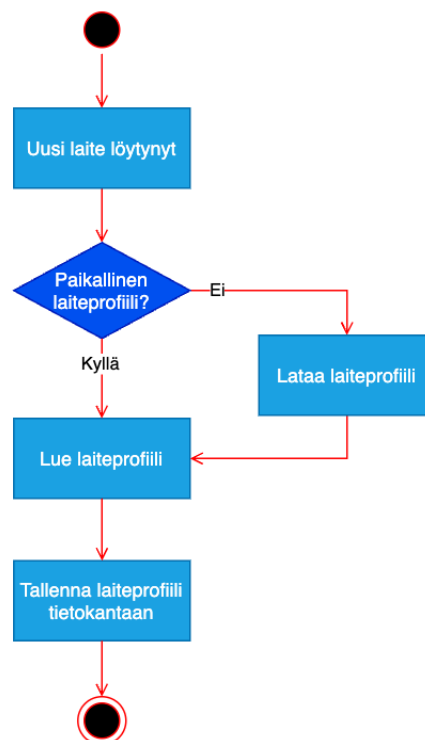 Uusi laite löytynyt
Paikallinen
laiteprofiili?
Ei
Kyllä
Lataa laiteprofiili
Lue laiteprofiili
Tallenna laiteprofiili
tietokantaan